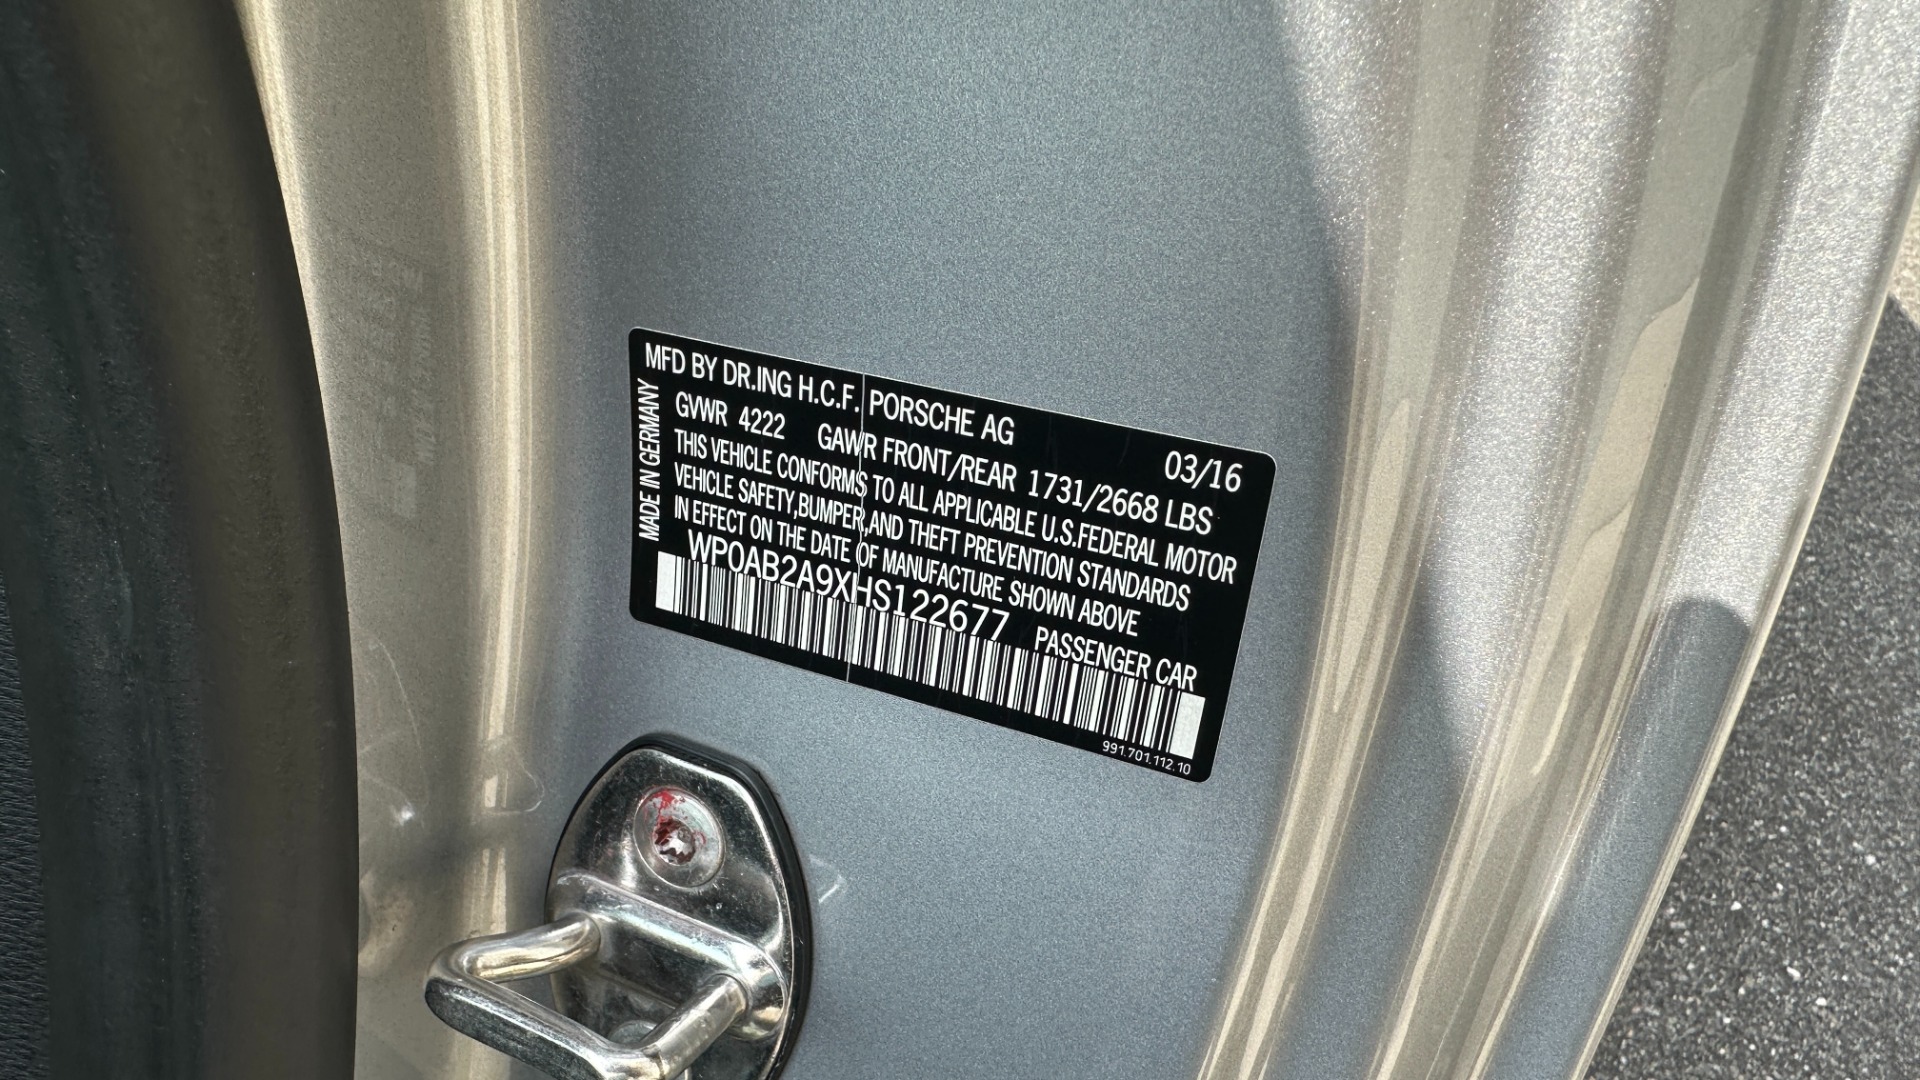 MFD BY DR.ING H.C.F. PORSCHE AG 03/16
GVWR 4222 GAWR FRONT/REAR 1731/2668 LBS
THIS VEHICLE CONFORMS TO ALL APPLICABLE U.S.FEDERAL MOTOR
VEHICLE SAFETY,BUMPER,AND THEFT PREVENTION STANDARDS
IN EFFECT ON THE DATE OF MANUFACTURE SHOWN ABOVE
WP0AB2A9XHS122677 PASSENGER CAR
991.701.112.10
MADE IN GERMANY